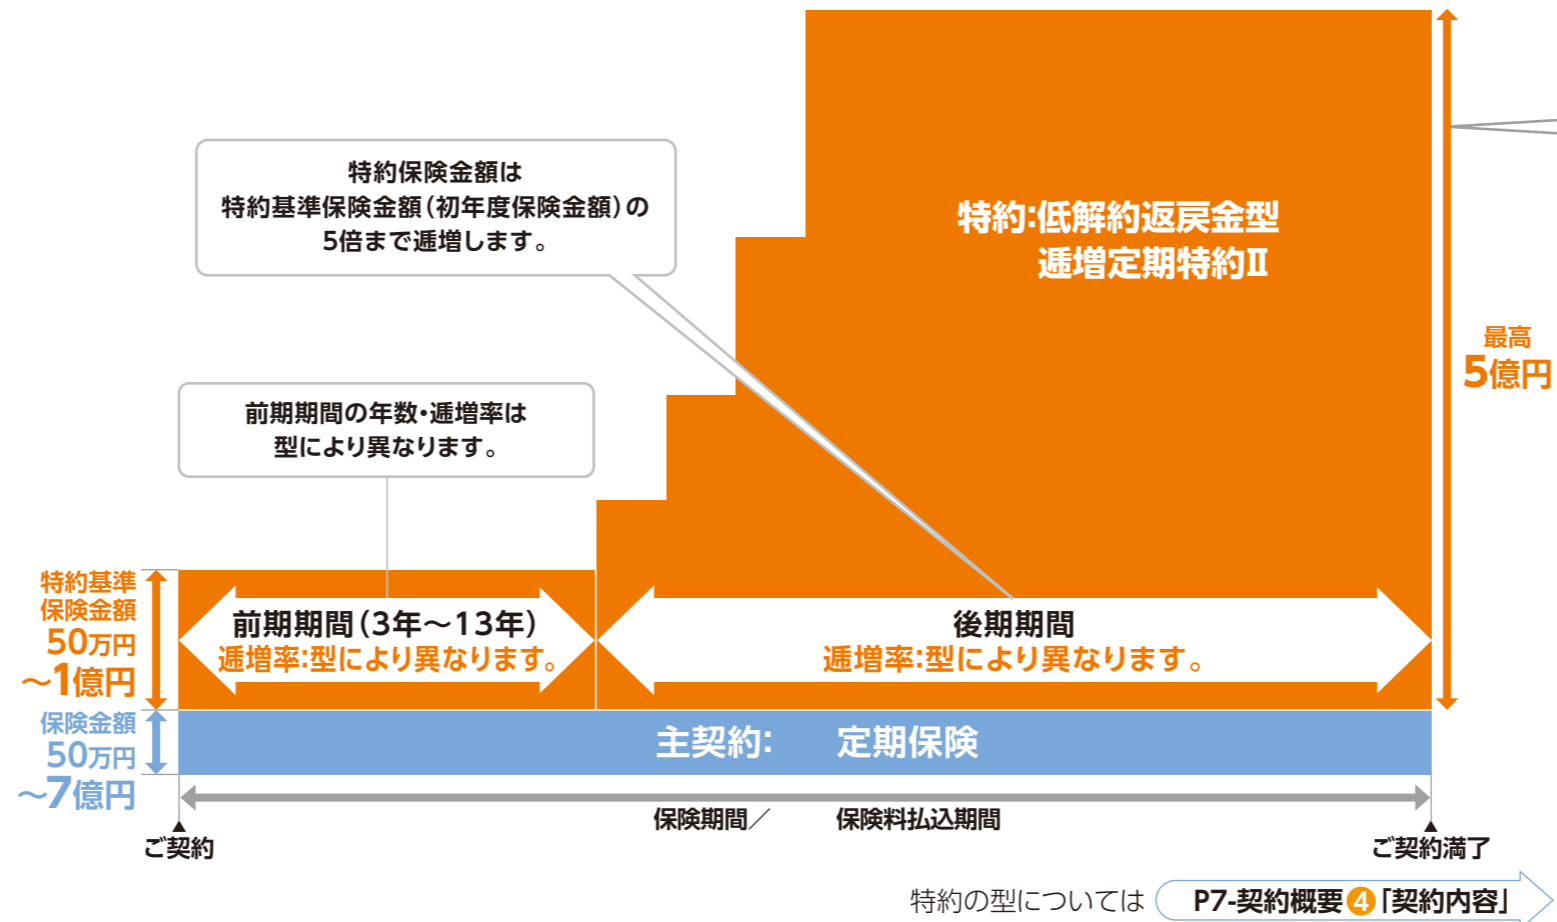 特約保険金額は
特約基準保険金額(初年度保険金額)の
5倍まで逓増します。
特約:低解約返戻金型
逓増定期特約Ⅱ
最高
5億円
前期期間の年数・逓増率は
型により異なります。
特約基準
保険金額
50万円
～1億円
前期期間(3年～13年)
逓増率:型により異なります。
後期期間
逓増率:型により異なります。
保険金額
50万円
～7億円
主契約: 定期保険
保険期間／ 保険料払込期間
▲
ご契約
▲
ご契約満了
特約の型については P7-契約概要❹「契約内容」